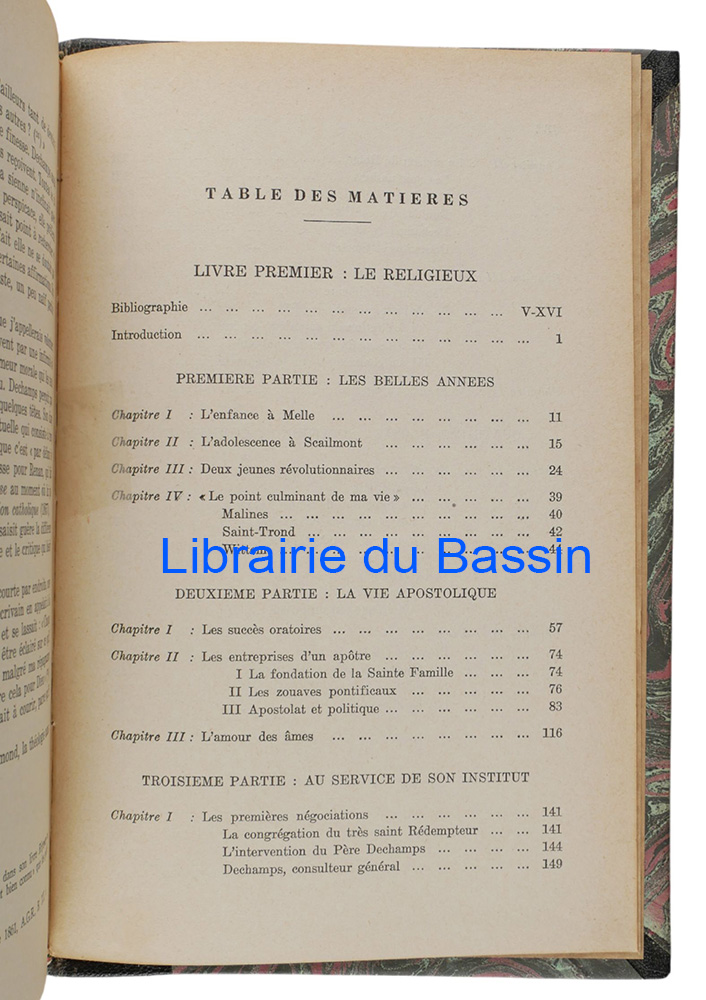 TABLE DES MATIERES
LIVRE PREMIER : LE RELIGIEUX
Bibliographie ... ... ... ... ... ... ... ... ... ... ... ... V-XVI
Introduction ... ... ... ... ... ... ... ... ... ... ... ... ... 1
PREMIERE PARTIE : LES BELLES ANNEES
Chapitre I : L'enfance à Melle ... ... ... ... ... ... ... ... 11
Chapitre II : L'adolescence à Scailmont ... ... ... ... ... ... 15
Chapitre III : Deux jeunes révolutionnaires ... ... ... ... ... ... 24
Chapitre IV : « Le point culminant de ma vie » ... ... ... ... ... 39
Malines ... ... ... ... ... ... ... ... ... ... 40
Saint-Trond ... ... ... ... ... ... ... ... ... 42
Wittem ... ... ... ... ... ... ... ... ... 44
Librairie du Bassin
DEUXIEME PARTIE : LA VIE APOSTOLIQUE
Chapitre I : Les succès oratoires ... ... ... ... ... ... ... ... 57
Chapitre II : Les entreprises d'un apôtre ... ... ... ... ... ... 74
I La fondation de la Sainte Famille ... ... ... 74
II Les zouaves pontificaux ... ... ... ... ... 76
III Apostolat et politique ... ... ... ... ... ... 83
Chapitre III : L'amour des âmes ... ... ... ... ... ... ... ... 116
TROISIEME PARTIE : AU SERVICE DE SON INSTITUT
Chapitre I : Les premières négociations ... ... ... ... ... ... 141
La congrégation du très saint Rédempteur ... ... 141
L'intervention du Père Dechamps ... ... ... ... 144
Dechamps, consulteur général ... ... ... ... ... 149